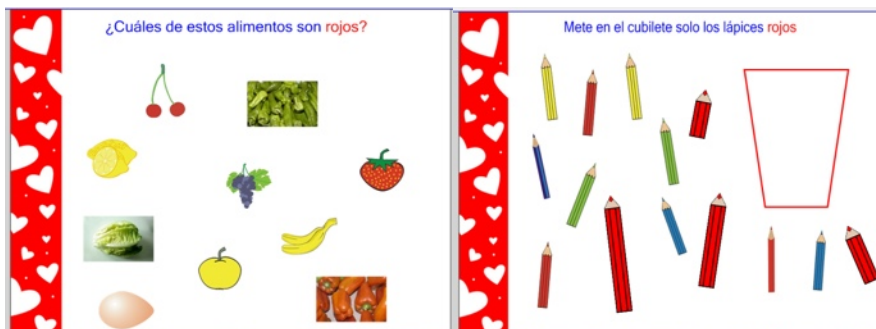 ¿Cuáles de estos alimentos son rojos?
Mete en el cubilete solo los lápices rojos